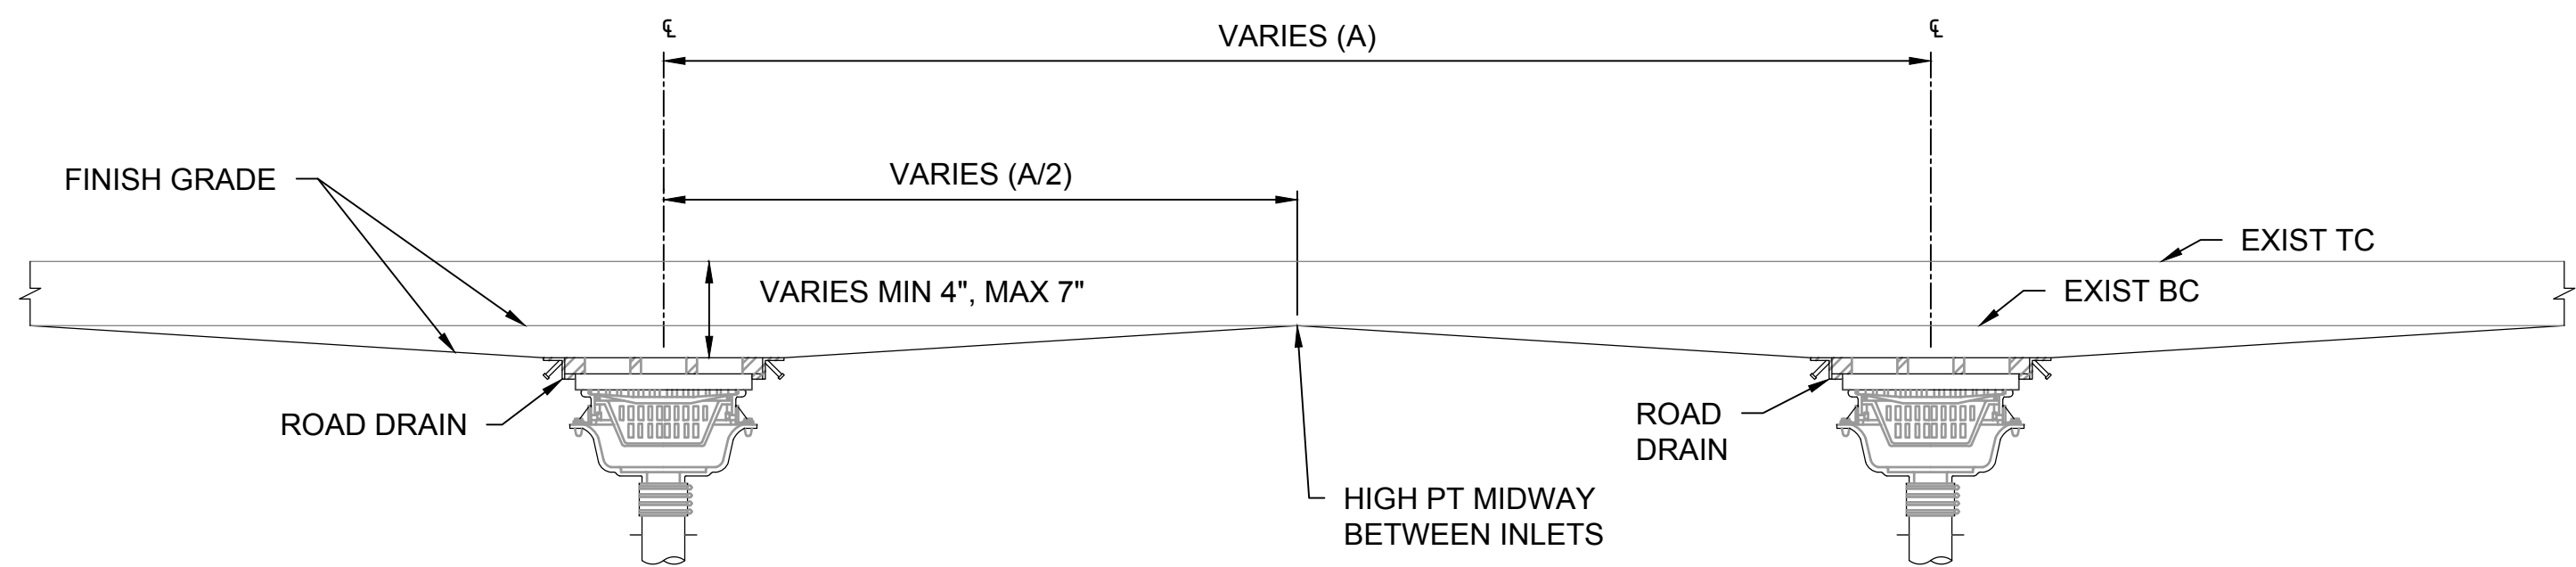 ℄
℄
VARIES (A)
VARIES (A/2)
FINISH GRADE
EXIST TC
VARIES MIN 4", MAX 7"
EXIST BC
ROAD DRAIN
ROAD
DRAIN
HIGH PT MIDWAY
BETWEEN INLETS